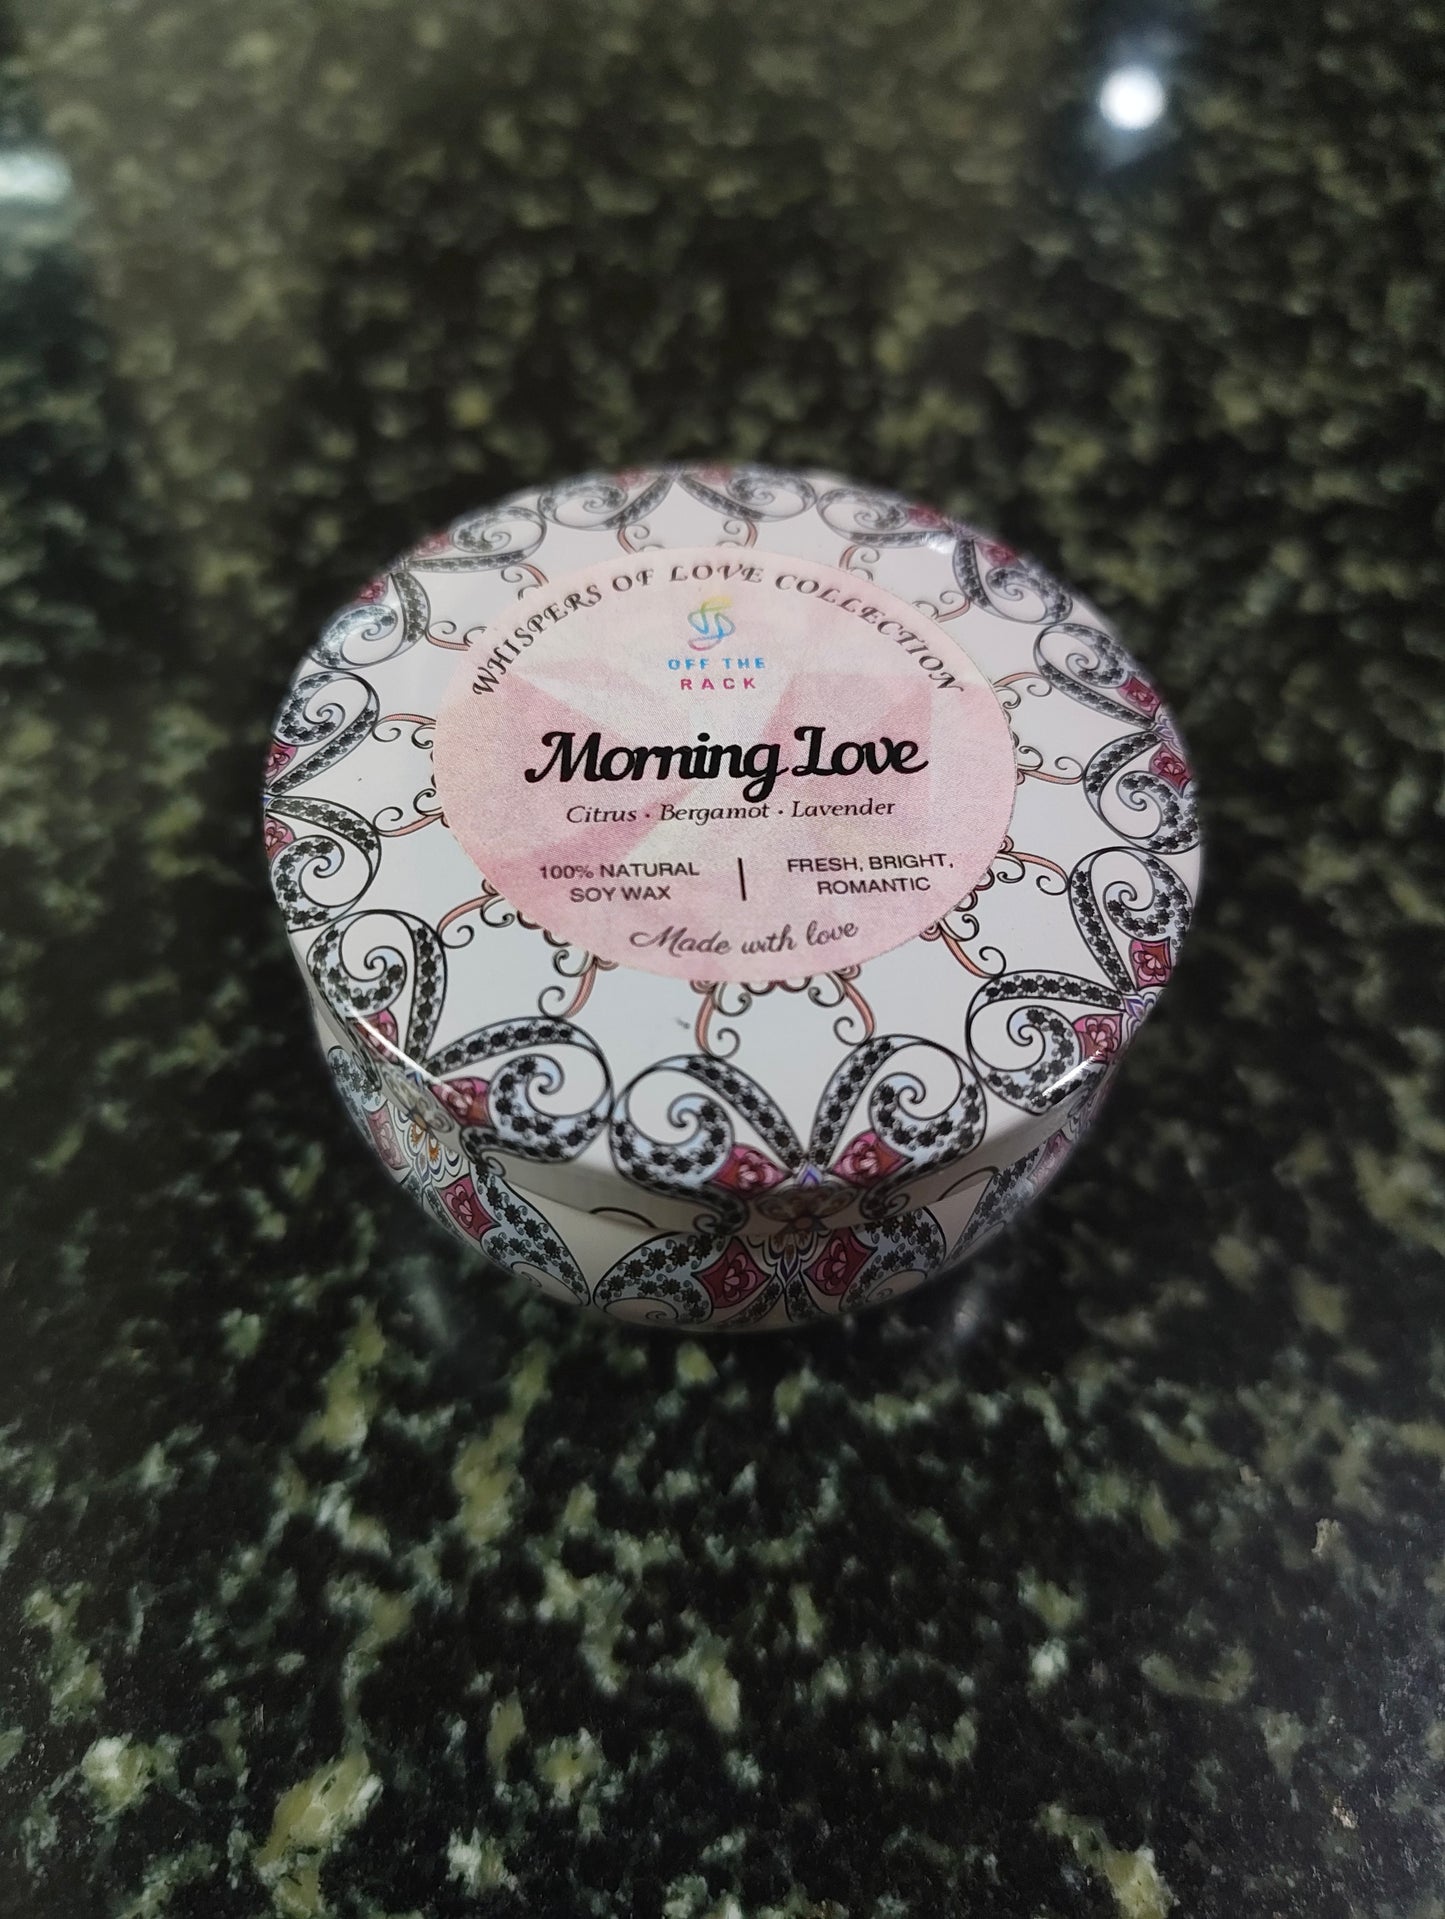 WHISPERS OF LOVE COLLECTION
OFF THE
RACK
Morning Love
Citrus · Bergamot · Lavender
100% NATURAL
SOY WAX
FRESH, BRIGHT,
ROMANTIC
Made with love